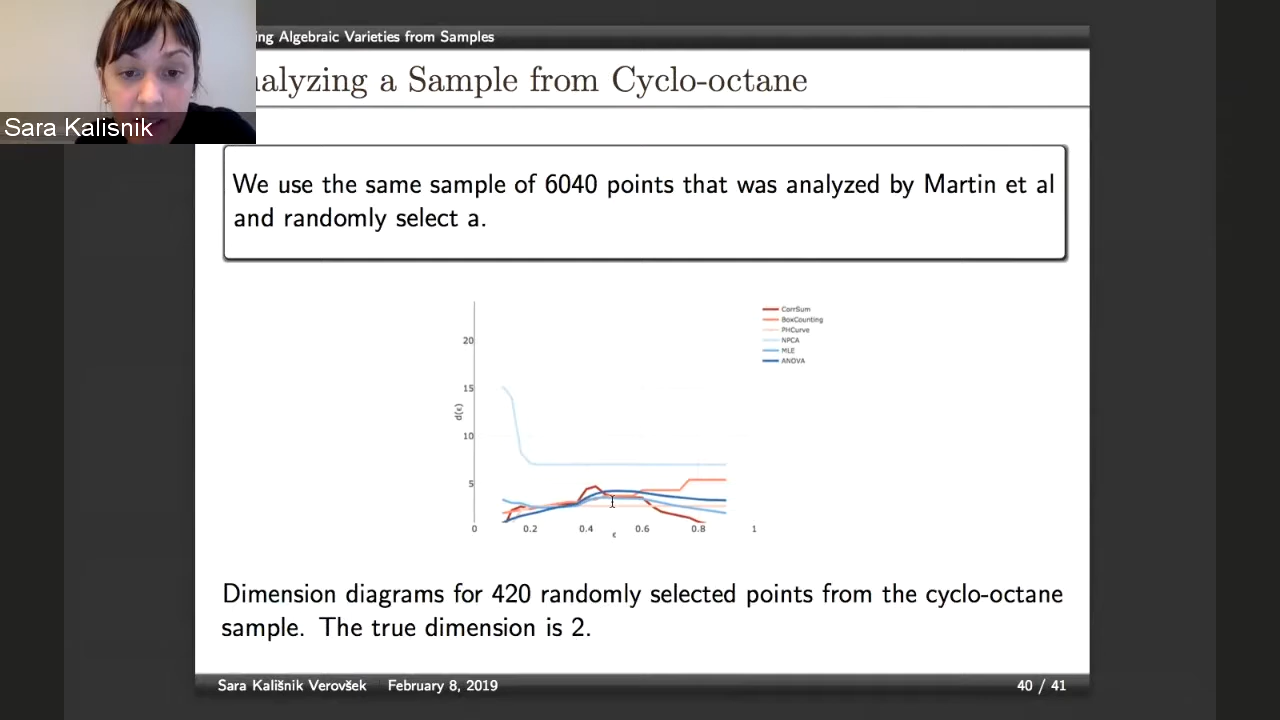 ing Algebraic Varieties from Samples
nalyzing a Sample from Cyclo-octane
Sara Kalisnik
We use the same sample of 6040 points that was analyzed by Martin et al
and randomly select a.
CorrSum
BoxCounting
PHCurve
NPCA
MLE
ANOVA
20
15
10
5
d(ϵ)
0 0.2 0.4 0.6 0.8 1
ϵ
Dimension diagrams for 420 randomly selected points from the cyclo-octane
sample. The true dimension is 2.
Sara Kališnik Verovšek February 8, 2019 40 / 41